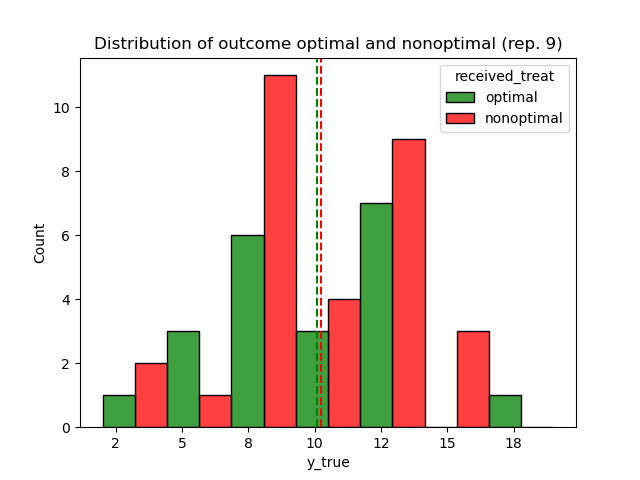 Distribution of outcome optimal and nonoptimal (rep. 9)
received_treat
optimal
nonoptimal
Count
10
8
6
4
2
0
2
5
8
10
12
15
18
y_true